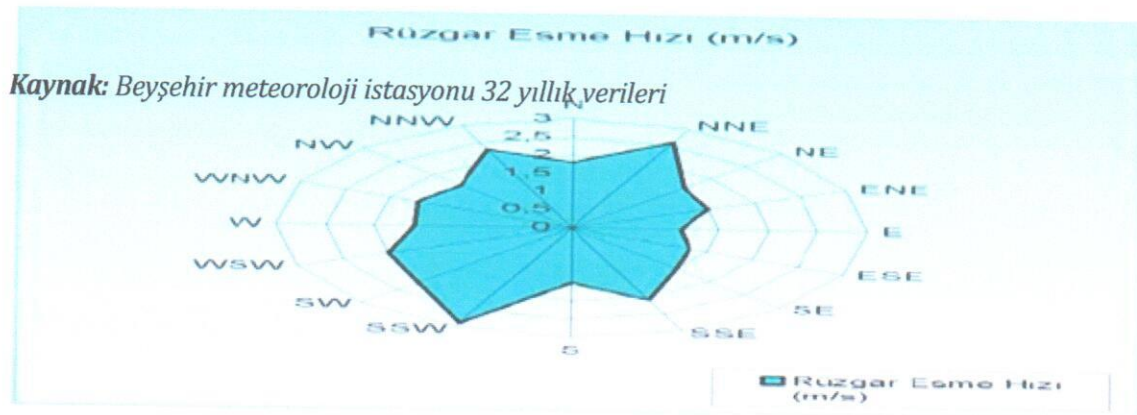 Rüzgar Esme Hızı (m/s)
Kaynak: Beyşehir meteoroloji istasyonu 32 yıllık verileri
N
NNE
NE
ENE
E
ESE
SE
SSE
S
SSW
SW
WSW
W
WNW
NW
NNW
3
2,5
2
1,5
1
0,5
0
Rüzgar Esme Hızı
(m/s)